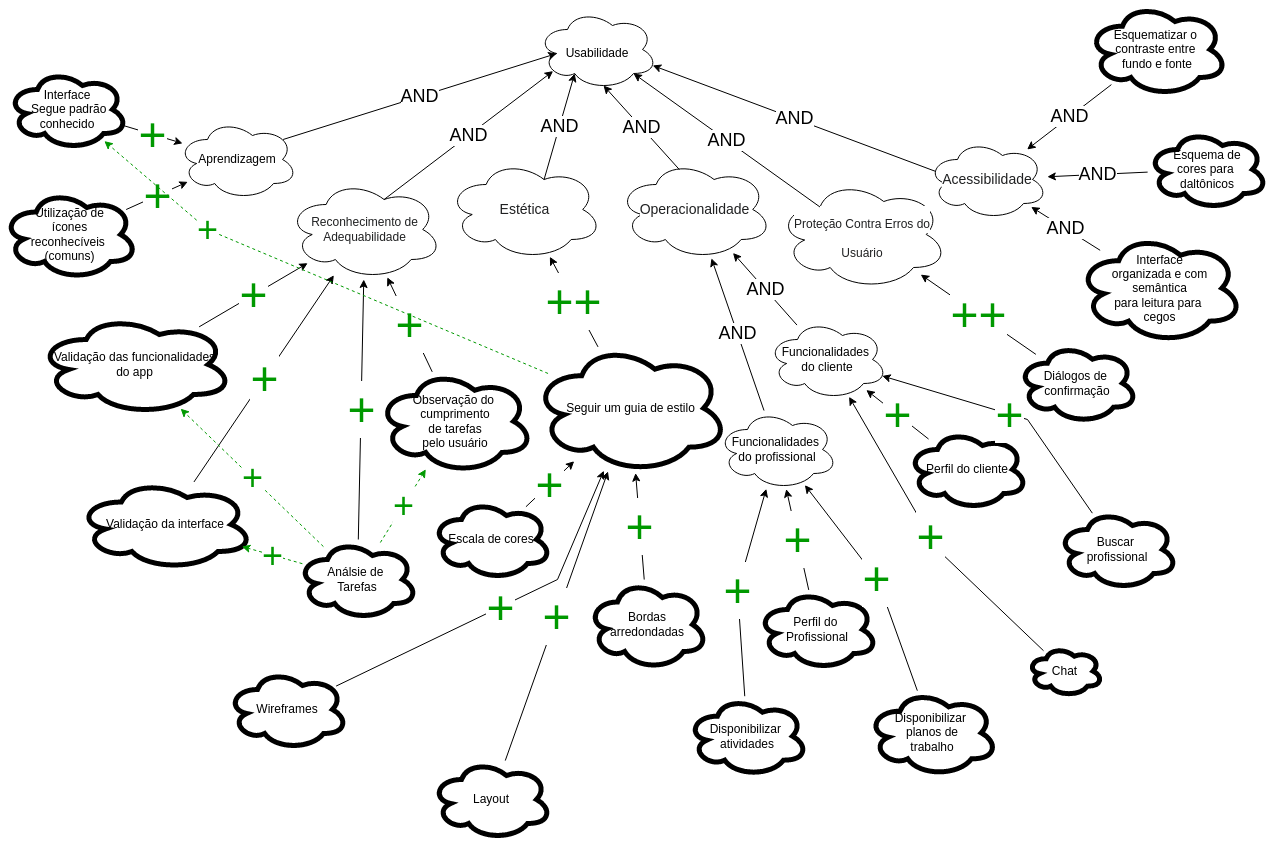 Usabilidade
Esquematizar o
contraste entre
fundo e fonte
Interface
Segue padrão
conhecido
AND
AND
AND
AND
AND
AND
AND
+
Aprendizagem
Esquema de
cores para
daltônicos
AND
Acessibilidade
+
Utilização de
ícones
reconhecíveis
(comuns)
Reconhecimento de
Adequabilidade
Estética
Operacionalidade
Proteção Contra Erros do
Usuário
AND
+
Interface
organizada e com
semântica
para leitura para
cegos
+
++
AND
++
+
AND
Validação das funcionalidades
do app
+
Funcionalidades
do cliente
Diálogos de
confirmação
Observação do
cumprimento
de tarefas
pelo usuário
+
Seguir um guia de estilo
+
+
Funcionalidades
do profissional
Perfil do cliente
+
+
+
Validação da interface
+
Escala de cores
+
+
+
Buscar
profissional
Análsie de
Tarefas
+
+
+
+
+
Bordas
arredondadas
Perfil do
Profissional
Chat
Wireframes
Disponibilizar
atividades
Disponibilizar
planos de
trabalho
Layout